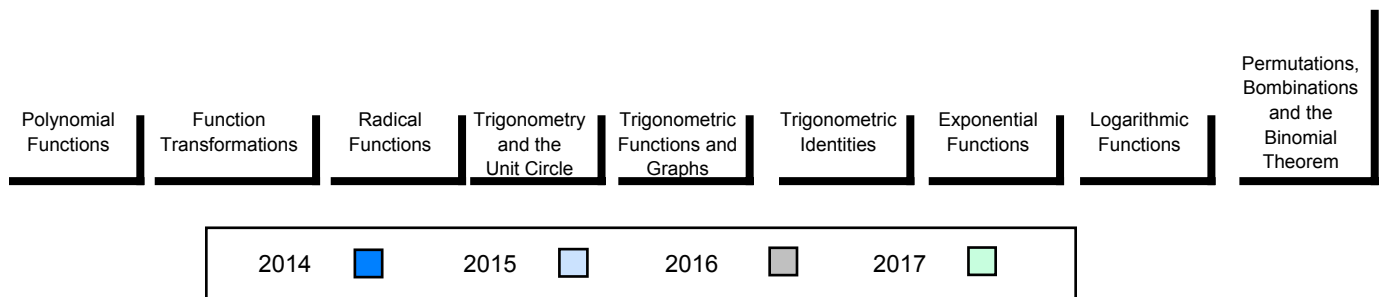 Polynomial
Functions
Function
Transformations
Radical
Functions
Trigonometry
and the
Unit Circle
Trigonometric
Functions and
Graphs
Trigonometric
Identities
Exponential
Functions
Logarithmic
Functions
Permutations,
Bombinations
and the
Binomial
Theorem
2014 2015 2016 2017